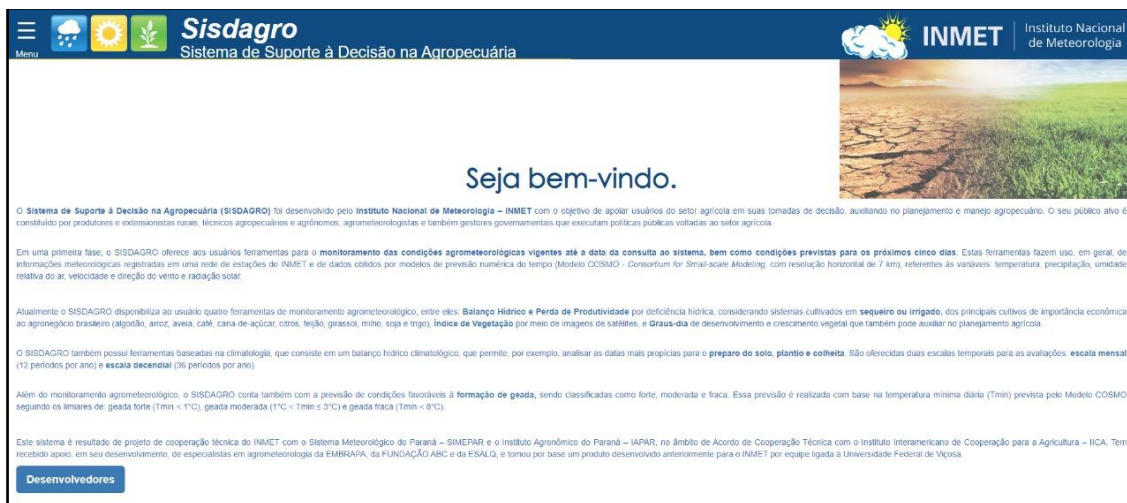 Sisdagro
Menu
Sistema de Suporte à Decisão na Agropecuária
INMET
Instituto Nacional
de Meteorologia
Seja bem-vindo.
O Sistema de Suporte à Decisão na Agropecuária (SISDAGRO) foi desenvolvido pelo Instituto Nacional de Meteorologia – INMET com o objetivo de apoiar usuários do setor agrícola em suas tomadas de decisão, auxiliando no planejamento e manejo agropecuário. O seu público alvo é
constituído por produtores e extensionistas rurais, técnicos agropecuários e agrônomos, agrometeorologistas e também gestores governamentais que executam políticas públicas voltadas ao setor agrícola.
Em uma primeira fase, o SISDAGRO oferece aos usuários ferramentas para o monitoramento das condições agrometeorológicas vigentes até a data da consulta ao sistema, bem como condições previstas para os próximos cinco dias. Estas ferramentas fazem uso, em geral, de
informações meteorológicas registradas em uma rede de estações do INMET e de dados obtidos por modelos de previsão numérica do tempo (Modelo COSMO - Consortium for Small-scale Modeling, com resolução horizontal de 7 km), referentes às variáveis: temperatura, precipitação, umidade
relativa do ar, velocidade e direção do vento e radiação solar.
Atualmente o SISDAGRO disponibiliza ao usuário quatro ferramentas de monitoramento agrometeorológico, entre eles: Balanço Hídrico e Perda de Produtividade por deficiência hídrica, considerando sistemas cultivados em sequeiro ou irrigado, dos principais cultivos de importância econômica
ao agronegócio brasileiro (algodão, arroz, aveia, café, cana-de-açúcar, citros, feijão, girassol, milho, soja e trigo), Índice de Vegetação por meio de imagens de satélites, e Graus-dia de desenvolvimento e crescimento vegetal que também pode auxiliar no planejamento agrícola.
O SISDAGRO também possui ferramentas baseadas na climatologia, que consiste em um balanço hídrico climatológico, que permite, por exemplo, analisar as datas mais propícias para o preparo do solo, plantio e colheita. São oferecidas duas escalas temporais para as avaliações: escala mensal
(12 períodos por ano) e escala decendial (36 períodos por ano).
Além do monitoramento agrometeorológico, o SISDAGRO conta também com a previsão de condições favoráveis à formação de geada, sendo classificadas como forte, moderada e fraca. Essa previsão é realizada com base na temperatura mínima diária (Tmin) prevista pelo Modelo COSMO
seguindo os limiares de: geada forte (Tmin < 1°C), geada moderada (1°C < Tmin ≤ 3°C) e geada fraca (Tmin < 6°C).
Este sistema é resultado de projeto de cooperação técnica do INMET com o Sistema Meteorológico do Paraná – SIMEPAR e o Instituto Agronômico do Paraná – IAPAR, no âmbito de Acordo de Cooperação Técnica com o Instituto Interamericano de Cooperação para a Agricultura – IICA. Tem
recebido apoio, em seu desenvolvimento, de especialistas em agrometeorologia da EMBRAPA, da FUNDAÇÃO ABC e da ESALQ, e tomou por base um produto desenvolvido anteriormente para o INMET por equipe ligada à Universidade Federal de Viçosa.
Desenvolvedores